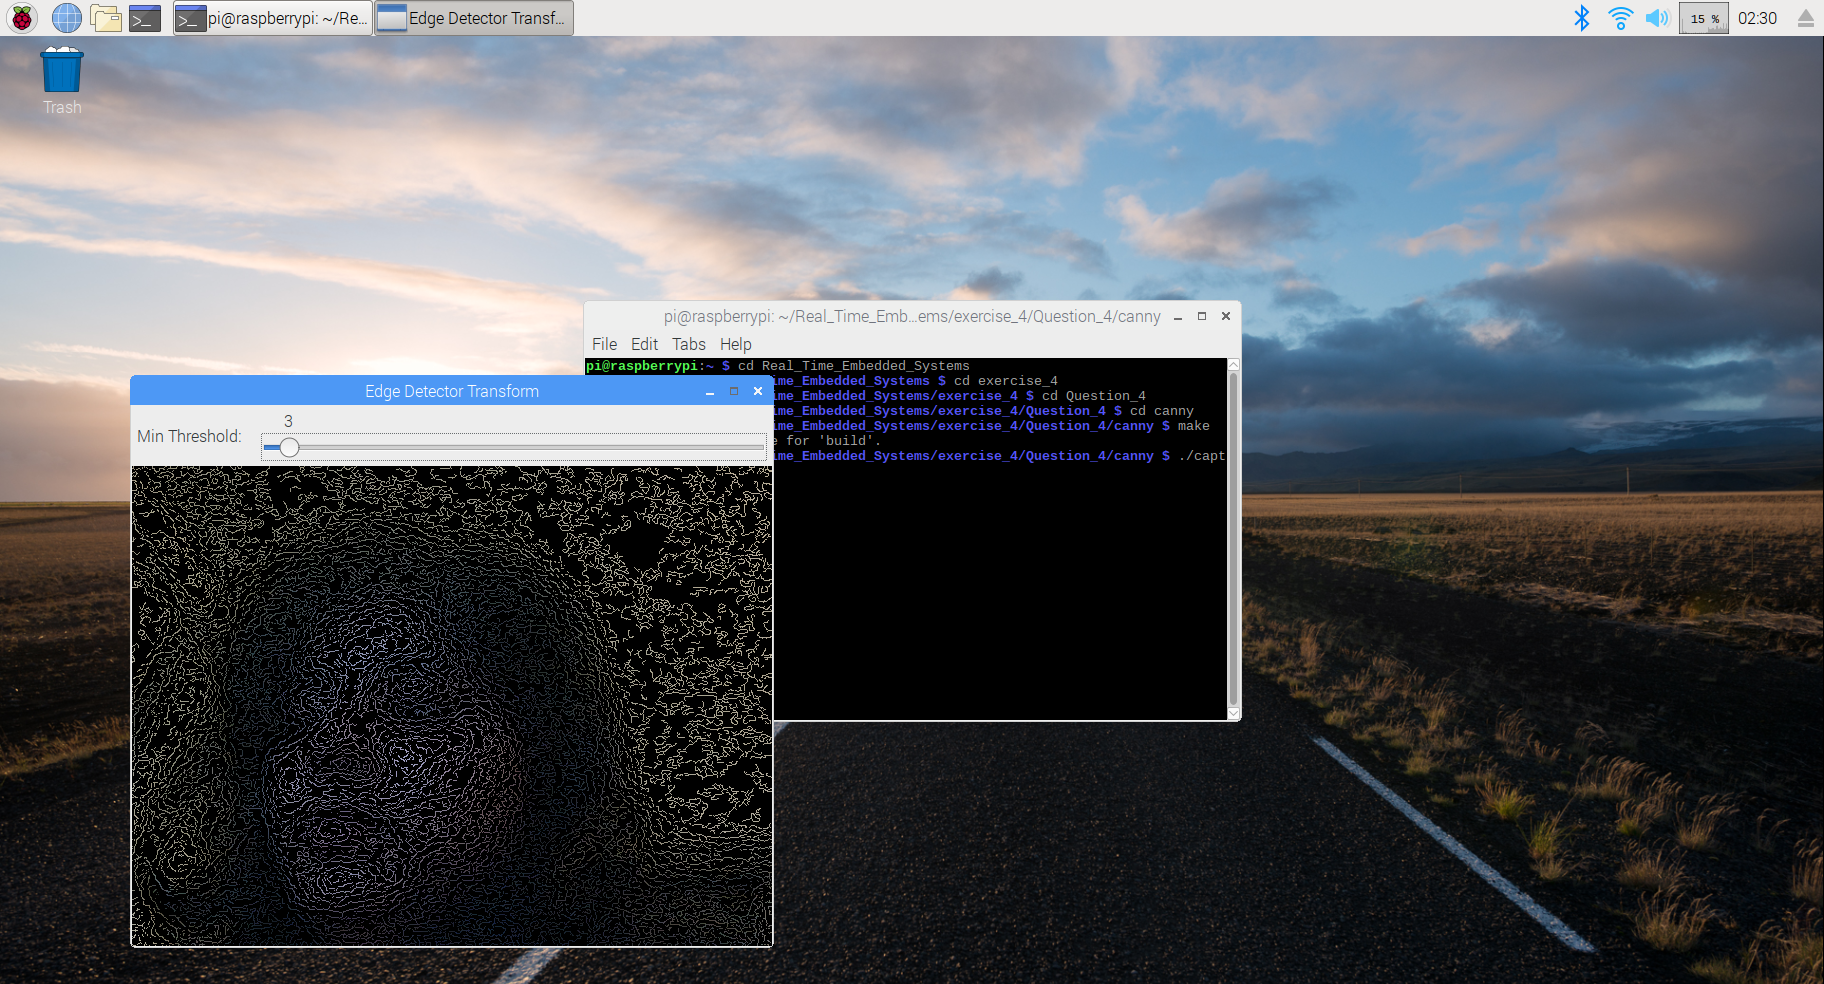 pi@raspberrypi: ~/Re...
Edge Detector Transf...
15 %
02:30
Trash
pi@raspberrypi: ~/Real_Time_Emb...ems/exercise_4/Question_4/canny
File Edit Tabs Help
pi@raspberrypi:~ $ cd Real_Time_Embedded_Systems
ime_Embedded_Systems $ cd exercise_4
ime_Embedded_Systems/exercise_4 $ cd Question_4
ime_Embedded_Systems/exercise_4/Question_4 $ cd canny
ime_Embedded_Systems/exercise_4/Question_4/canny $ make
e for 'build'.
ime_Embedded_Systems/exercise_4/Question_4/canny $ ./capt
Edge Detector Transform
3
Min Threshold: